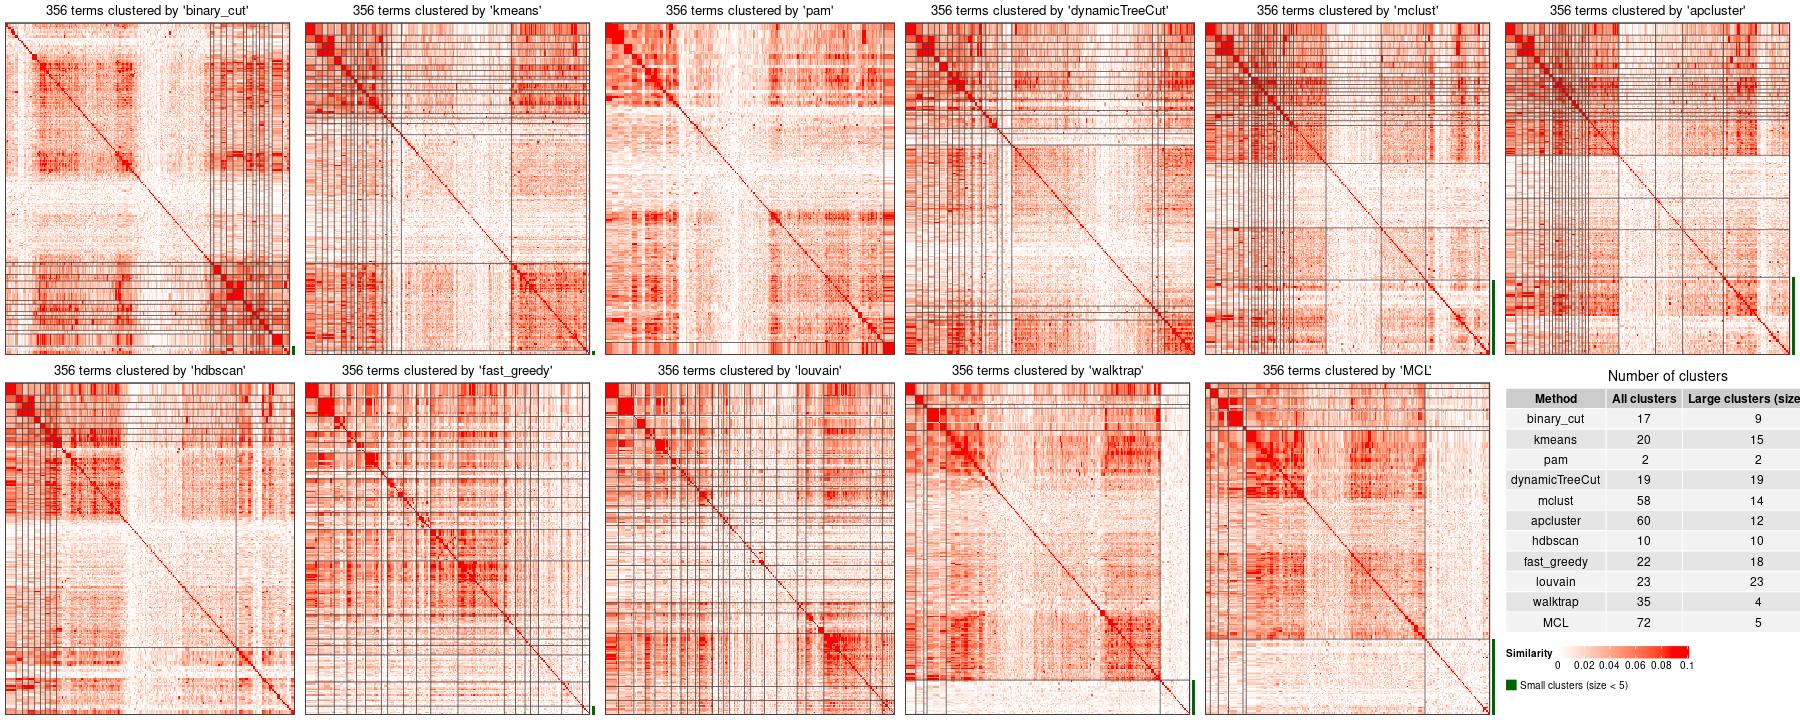 356 terms clustered by 'binary_cut'
356 terms clustered by 'kmeans'
356 terms clustered by 'pam'
356 terms clustered by 'dynamicTreeCut'
356 terms clustered by 'mclust'
356 terms clustered by 'apcluster'
356 terms clustered by 'hdbscan'
356 terms clustered by 'fast_greedy'
356 terms clustered by 'louvain'
356 terms clustered by 'walktrap'
356 terms clustered by 'MCL'
Number of clusters
Method All clusters Large clusters (size
binary_cut 17 9
kmeans 20 15
pam 2 2
dynamicTreeCut 19 19
mclust 58 14
apcluster 60 12
hdbscan 10 10
fast_greedy 22 18
louvain 23 23
walktrap 35 4
MCL 72 5
Similarity
0 0.02 0.04 0.06 0.08 0.1
Small clusters (size < 5)